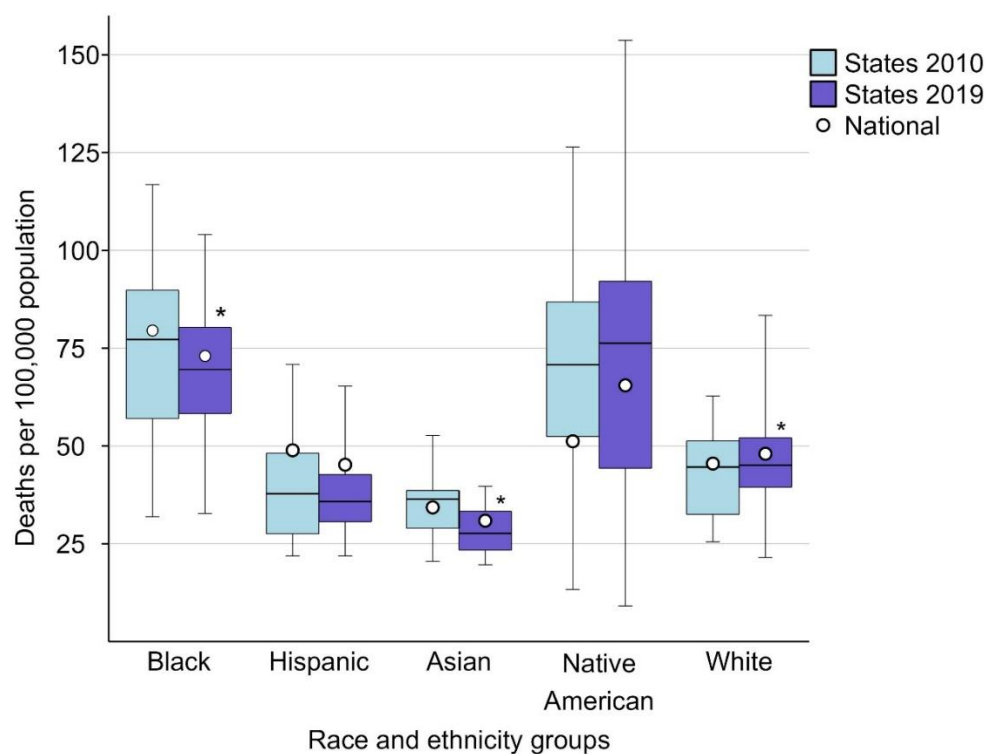 Deaths per 100,000 population
150
125
100
75
50
25
*
*
*
Black
Hispanic
Asian
Native
American
White
Race and ethnicity groups
States 2010
States 2019
National